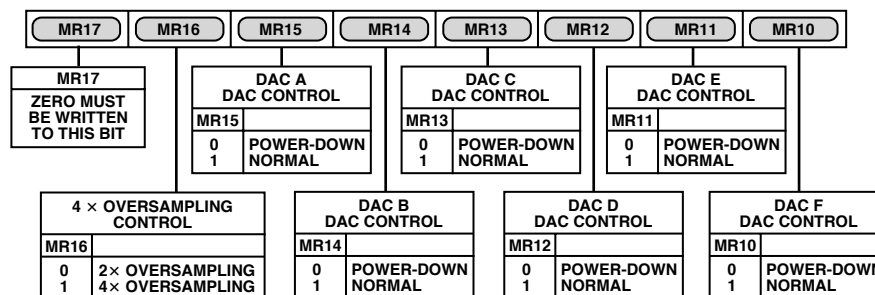 MR17 MR16 MR15 MR14 MR13 MR12 MR11 MR10
MR17
ZERO MUST
BE WRITTEN
TO THIS BIT
DAC A
DAC CONTROL
MR15
0 POWER-DOWN
1 NORMAL
DAC C
DAC CONTROL
MR13
0 POWER-DOWN
1 NORMAL
DAC E
DAC CONTROL
MR11
0 POWER-DOWN
1 NORMAL
4 × OVERSAMPLING
CONTROL
MR16
0 2× OVERSAMPLING
1 4× OVERSAMPLING
DAC B
DAC CONTROL
MR14
0 POWER-DOWN
1 NORMAL
DAC D
DAC CONTROL
MR12
0 POWER-DOWN
1 NORMAL
DAC F
DAC CONTROL
MR10
0 POWER-DOWN
1 NORMAL